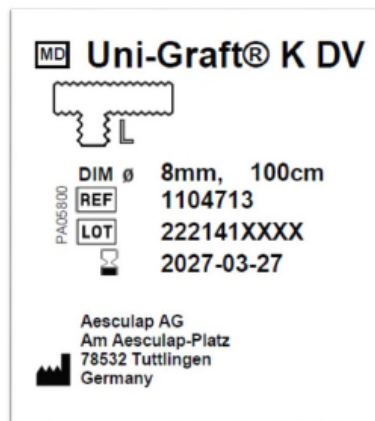 MD Uni-Graft® K DV
L
DIM ø 8mm, 100cm
REF 1104713
LOT 222141XXXX
2027-03-27
PA05800
Aesculap AG
Am Aesculap-Platz
78532 Tuttlingen
Germany